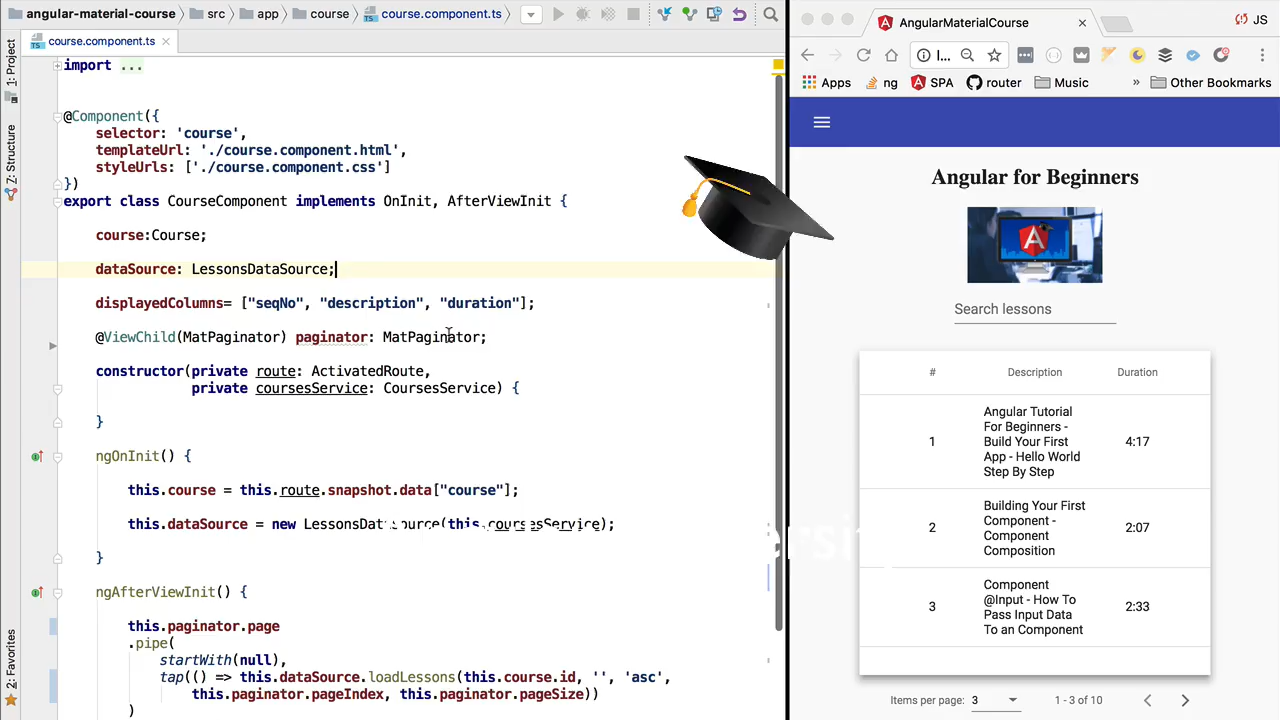 angular-material-course
src
app
course
course.component.ts
course.component.ts
1: Project
Z: Structure
2: Favorites
import ...
@Component({
selector: 'course',
templateUrl: './course.component.html',
styleUrls: ['./course.component.css']
})
export class CourseComponent implements OnInit, AfterViewInit {
course:Course;
dataSource: LessonsDataSource;
displayedColumns= ["seqNo", "description", "duration"];
@ViewChild(MatPaginator) paginator: MatPaginator;
constructor(private route: ActivatedRoute,
private coursesService: CoursesService) {
}
ngOnInit() {
this.course = this.route.snapshot.data["course"];
this.dataSource = new LessonsDataSource(this.coursesService);
}
ngAfterViewInit() {
this.paginator.page
.pipe(
startWith(null),
tap(() => this.dataSource.loadLessons(this.course.id, '', 'asc',
this.paginator.pageIndex, this.paginator.pageSize))
)
AngularMaterialCourse
JS
Apps
ng
SPA
router
Music
»
Other Bookmarks
Angular for Beginners
Search lessons
# Description Duration
1
Angular Tutorial
For Beginners -
Build Your First
App - Hello World
Step By Step
4:17
2
Building Your First
Component -
Component
Composition
2:07
3
Component
@Input - How To
Pass Input Data
To an Component
2:33
Items per page: 3
1 - 3 of 10